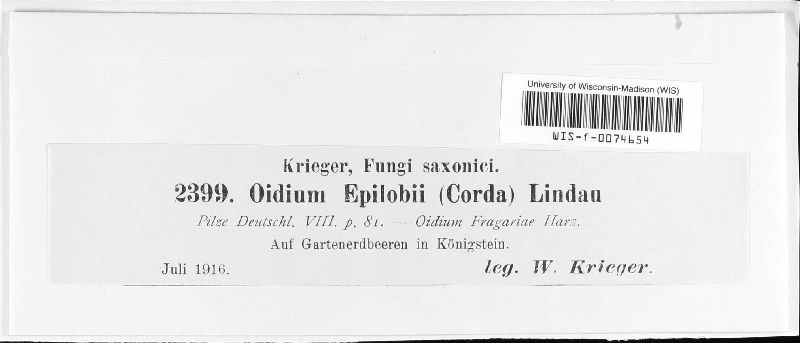 University of Wisconsin-Madison (WIS)
WIS-f-0074654
Krieger, Fungi saxonici.
2399. Oidium Epilobii (Corda) Lindau
Pilze Deutschl. VIII. p. 81. — Oidium Fragariae Harz.
Auf Gartenerdbeeren in Königstein.
Juli 1916. leg. W. Krieger.